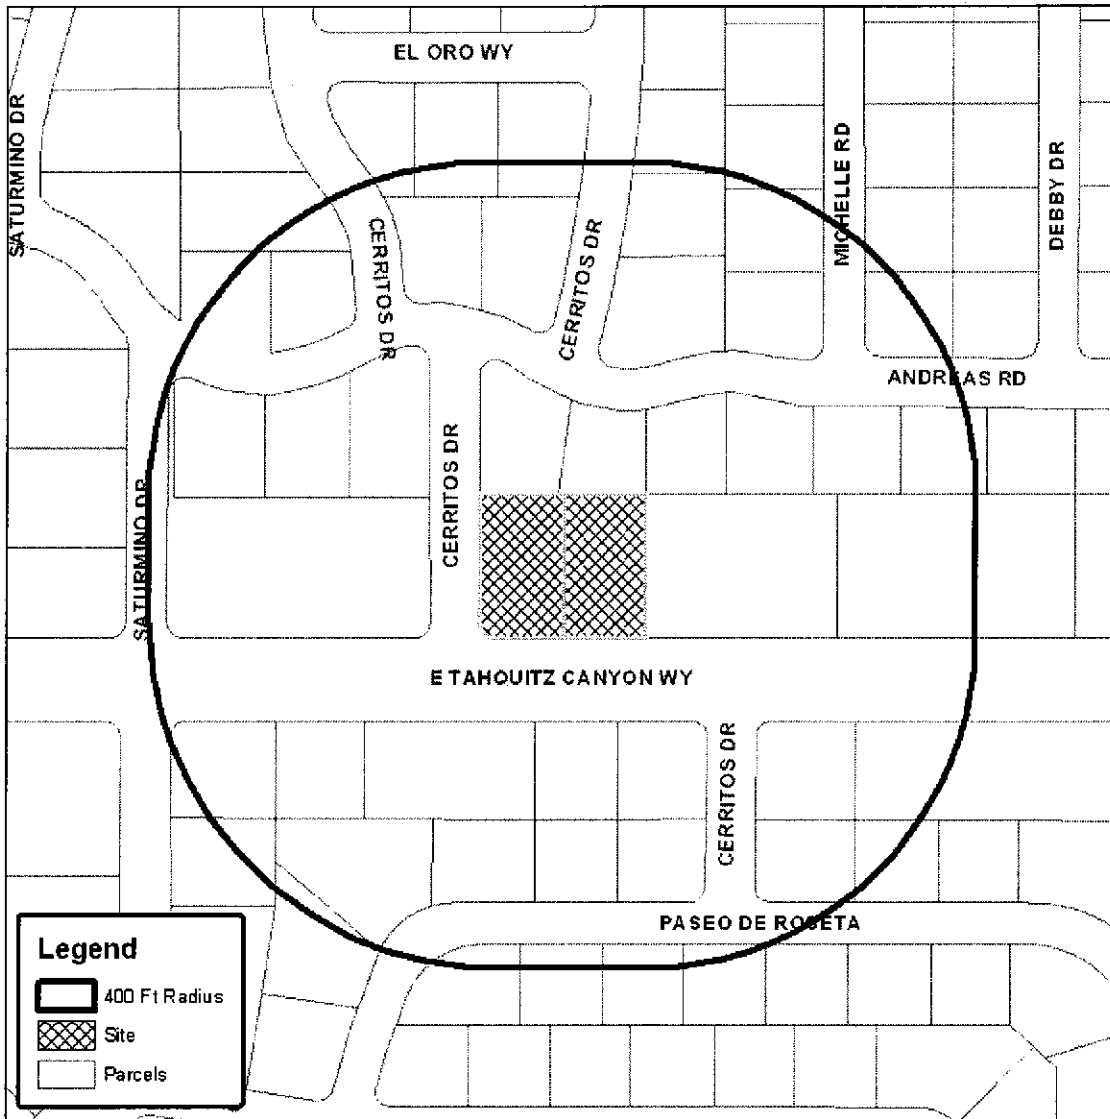 EL ORO WY
SATURMINO DR
MICHELLE RD
DEBBY DR
CERRITOS DR
CERRITOS DR
ANDREAS RD
CERRITOS DR
SATURMINO DR
E TAHQUITZ CANYON WY
CERRITOS DR
PASEO DE ROSETA
Legend
400 Ft Radius
Site
Parcels